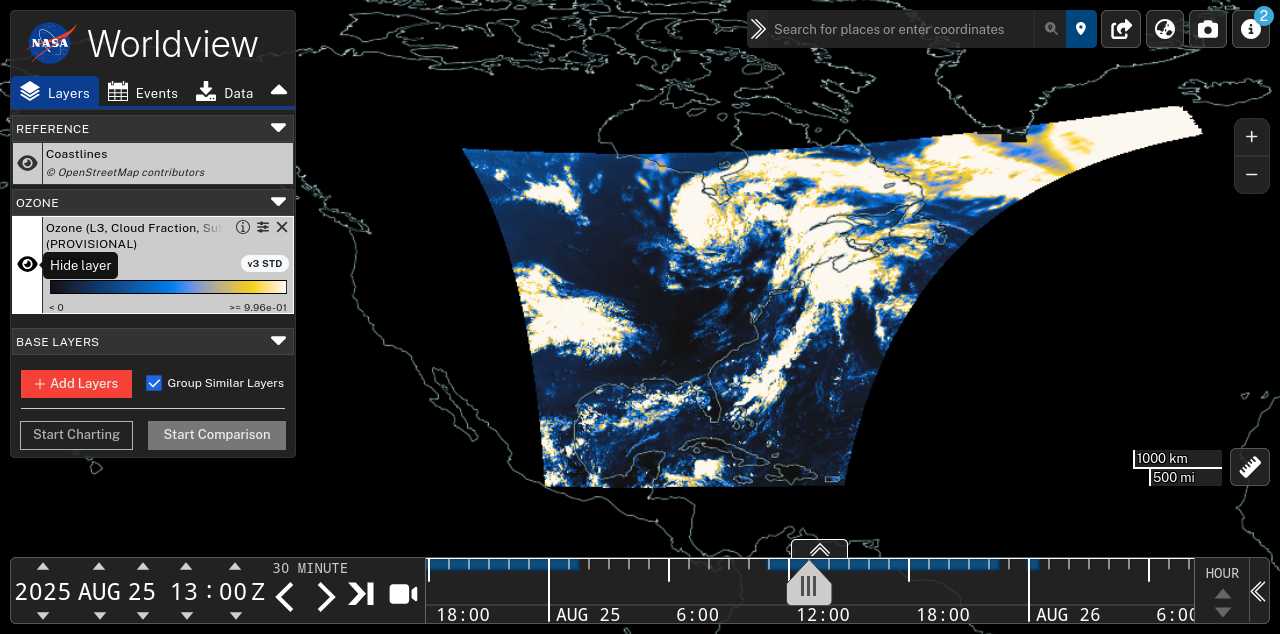 NASA
Worldview
Layers
Events
Data
REFERENCE
Coastlines
© OpenStreetMap contributors
OZONE
Ozone (L3, Cloud Fraction, Su
(PROVISIONAL)
Hide layer
v3 STD
< 0
>= 9.96e-01
BASE LAYERS
+ Add Layers
Group Similar Layers
Start Charting
Start Comparison
Search for places or enter coordinates
2
+
−
1000 km
500 mi
2025 AUG 25 13 : 00 Z
30 MINUTE
18:00
AUG 25
6:00
12:00
18:00
AUG 26
6:00
HOUR